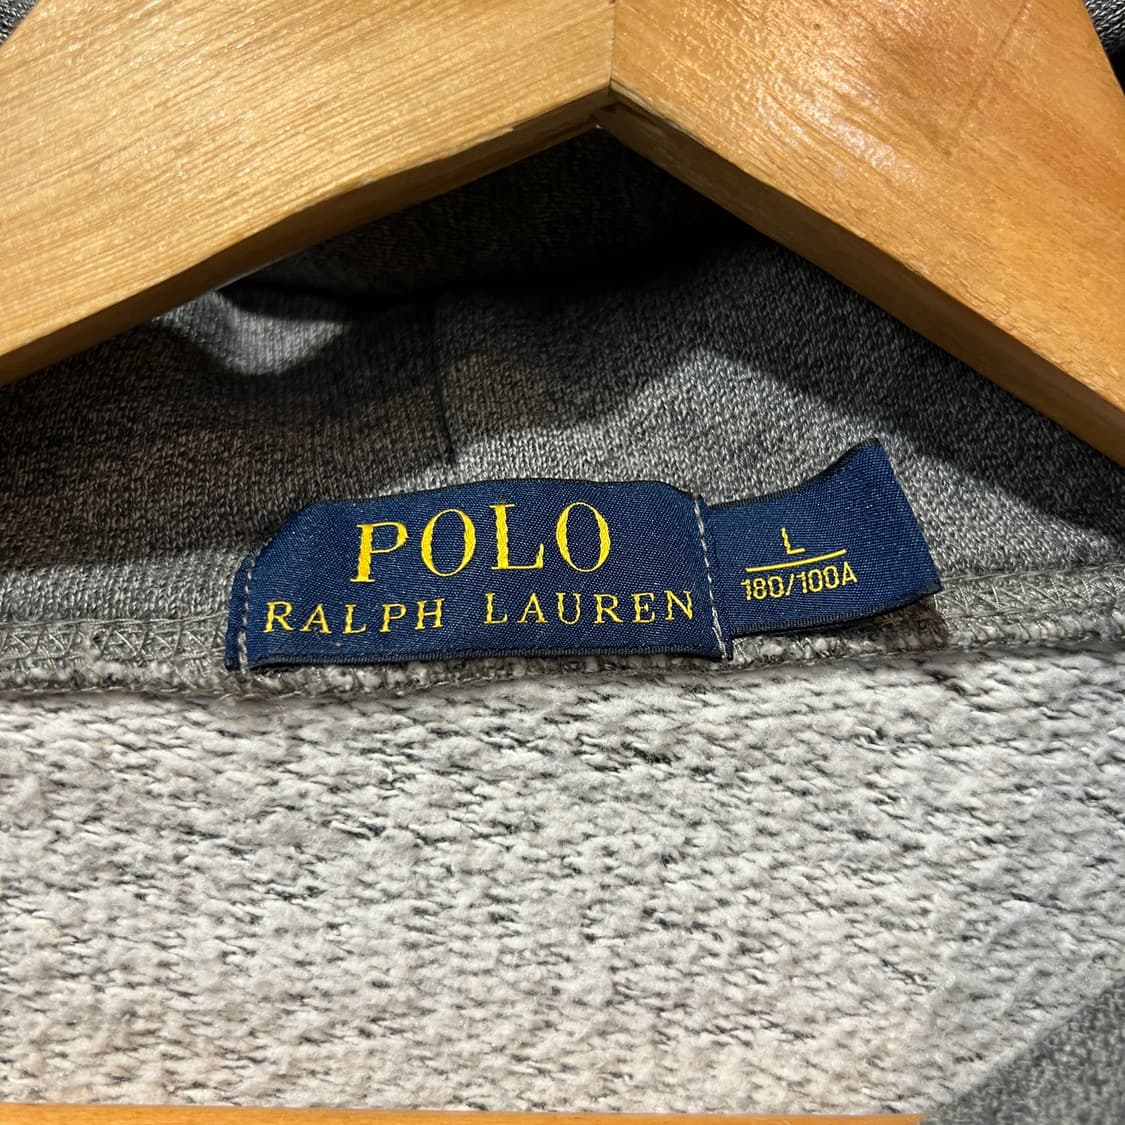 POLO
RALPH LAUREN
L
180/100A